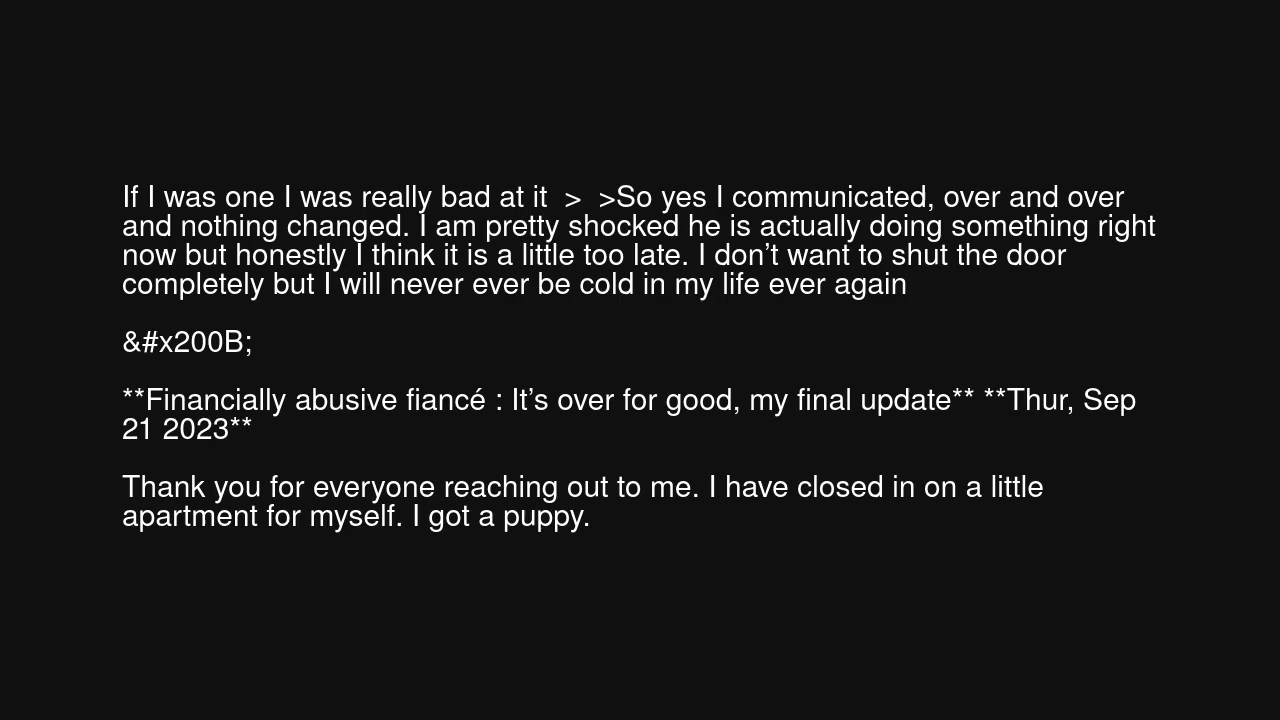 If I was one I was really bad at it  >  >So yes I communicated, over and over
and nothing changed. I am pretty shocked he is actually doing something right
now but honestly I think it is a little too late. I don’t want to shut the door
completely but I will never ever be cold in my life ever again
&#x200B;
**Financially abusive fiancé : It’s over for good, my final update** **Thur, Sep
21 2023**
Thank you for everyone reaching out to me. I have closed in on a little
apartment for myself. I got a puppy.